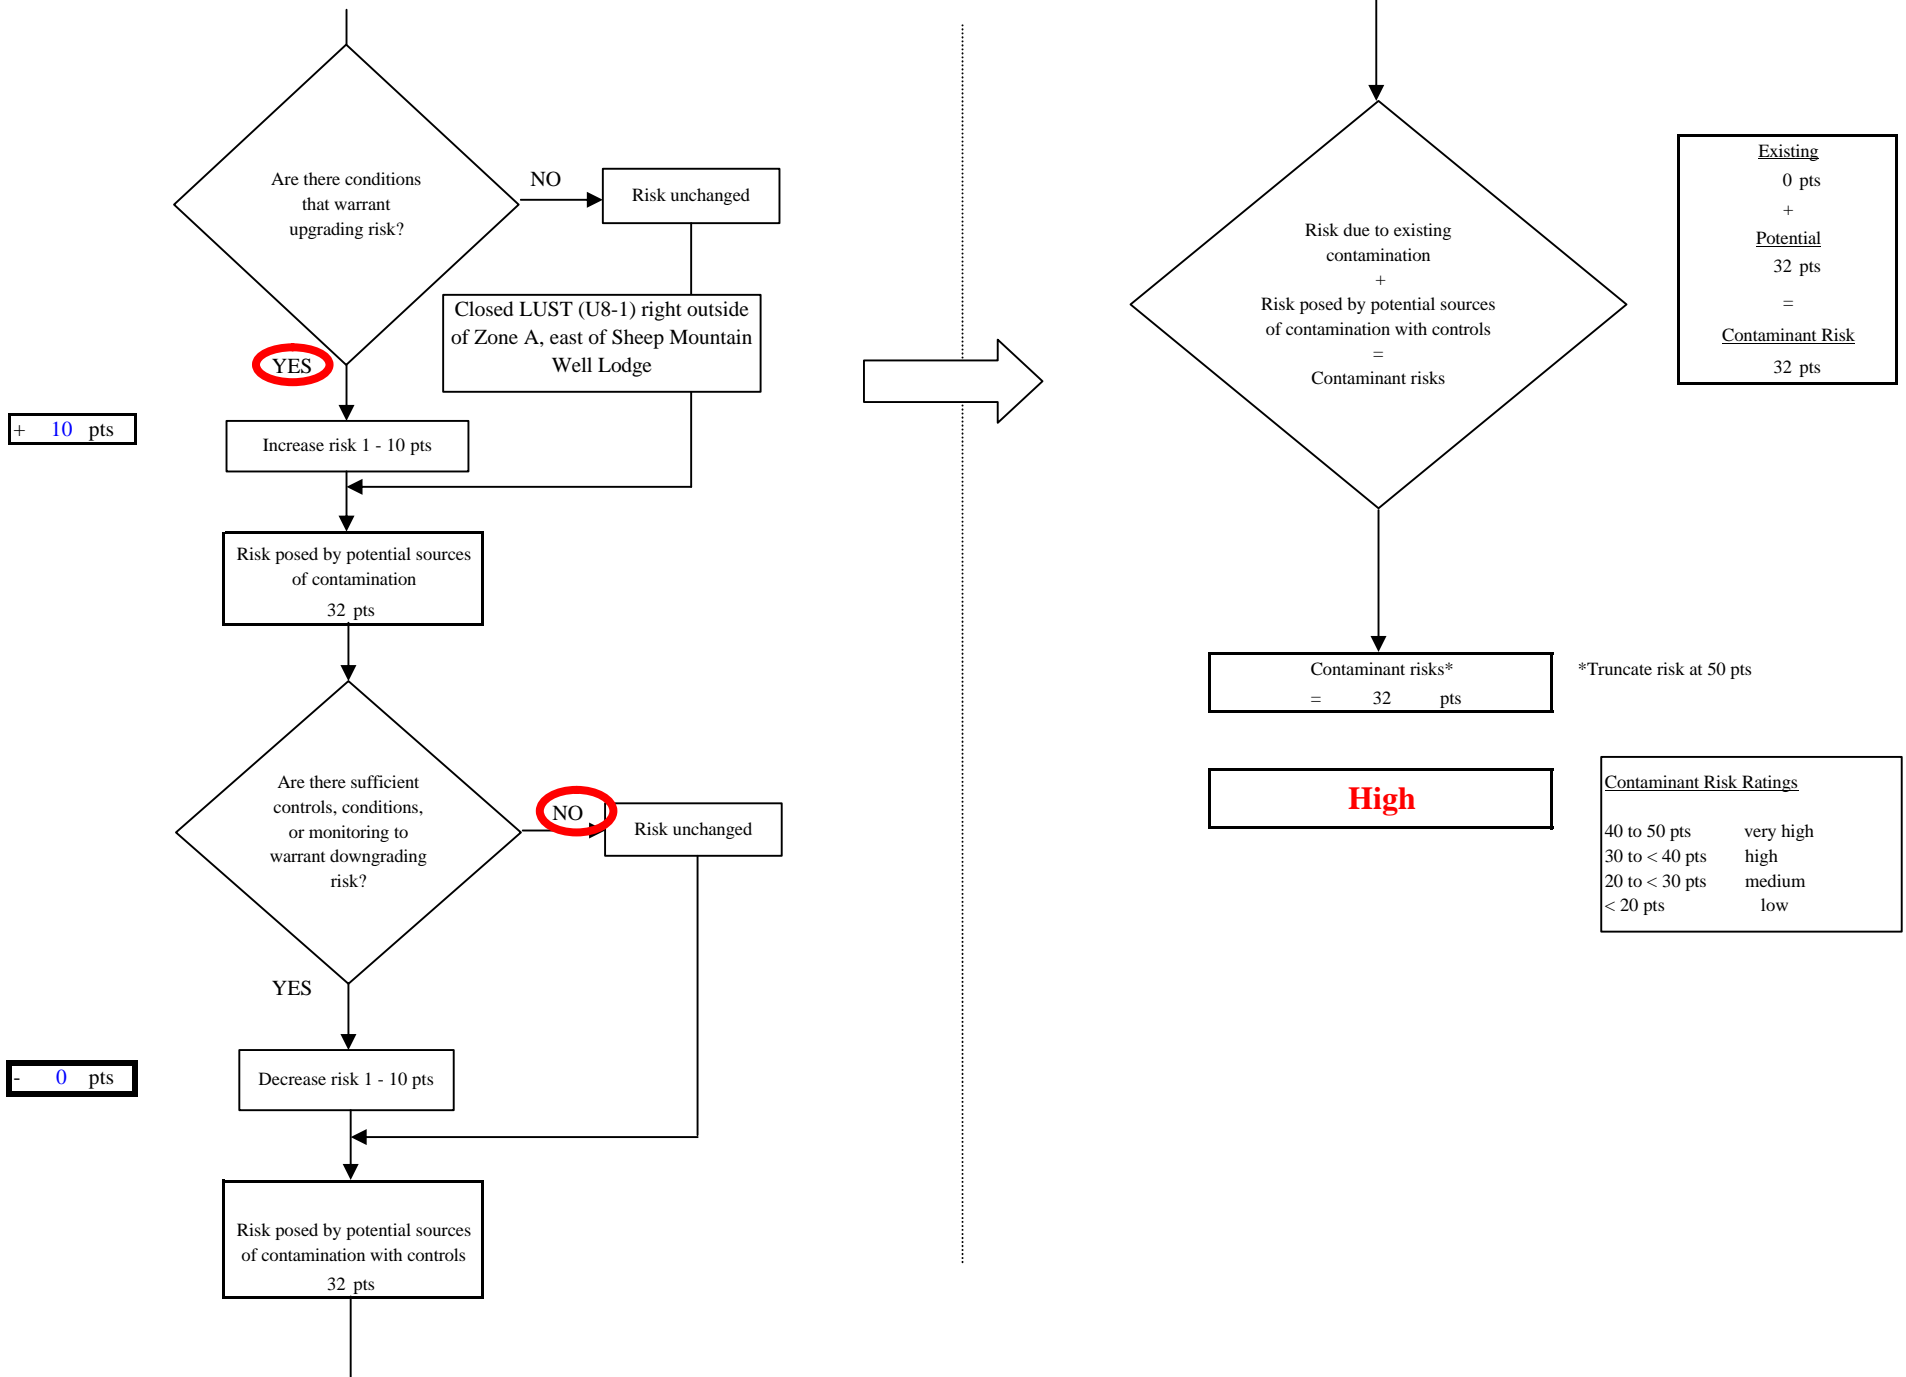 Are there conditions
that warrant
upgrading risk?
NO
Risk unchanged
Closed LUST (U8-1) right outside
of Zone A, east of Sheep Mountain
Well Lodge
YES
+ 10 pts
Increase risk 1 - 10 pts
Risk posed by potential sources
of contamination
32 pts
Are there sufficient
controls, conditions,
or monitoring to
warrant downgrading
risk?
NO
Risk unchanged
YES
- 0 pts
Decrease risk 1 - 10 pts
Risk posed by potential sources
of contamination with controls
32 pts
Risk due to existing
contamination
+
Risk posed by potential sources
of contamination with controls
=
Contaminant risks
Existing
0 pts
+
Potential
32 pts
=
Contaminant Risk
32 pts
Contaminant risks*
= 32 pts
*Truncate risk at 50 pts
High
Contaminant Risk Ratings
40 to 50 pts very high
30 to < 40 pts high
20 to < 30 pts medium
< 20 pts low